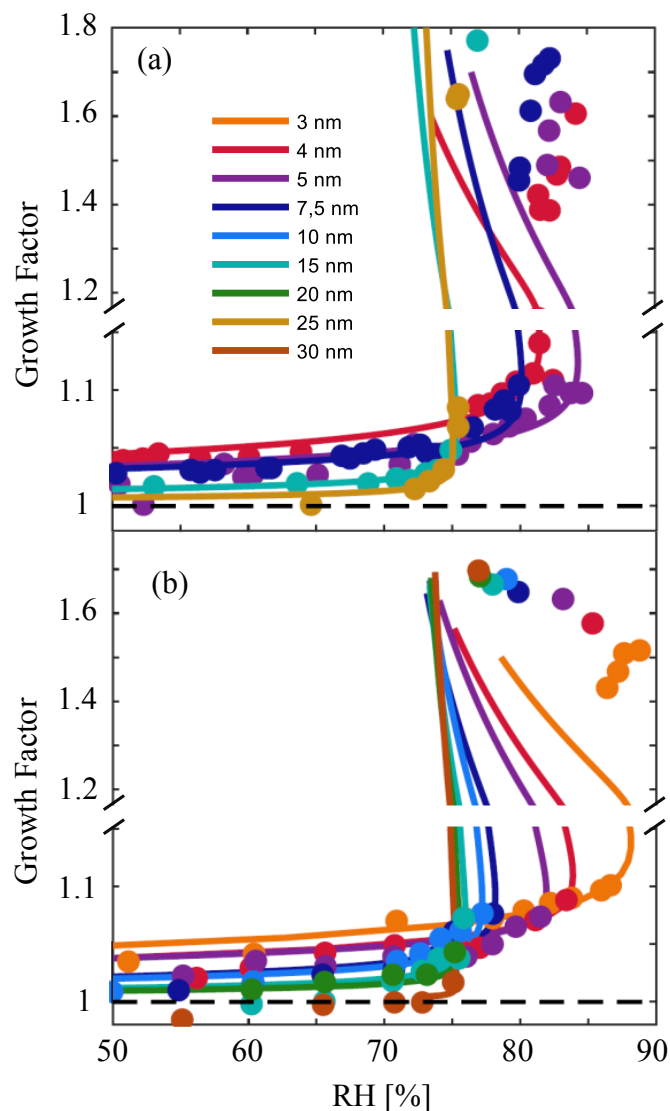 (a)
1.8
1.6
1.4
1.2
1.1
1
Growth Factor
3 nm
4 nm
5 nm
7,5 nm
10 nm
15 nm
20 nm
25 nm
30 nm
(b)
1.6
1.4
1.2
1.1
1
Growth Factor
50 60 70 80 90
RH [%]